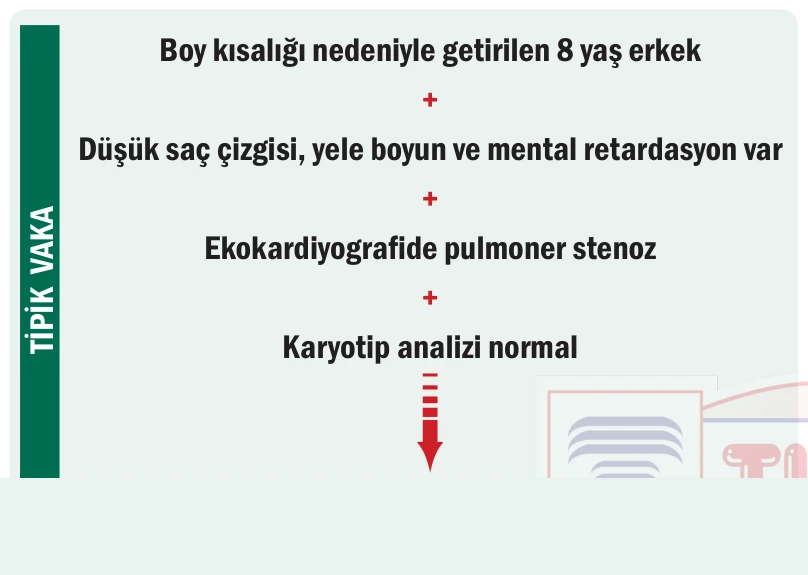 TİPİK VAKA
Boy kısalığı nedeniyle getirilen 8 yaş erkek
+
Düşük saç çizgisi, yele boyun ve mental retardasyon var
+
Ekokardiyografide pulmoner stenoz
+
Karyotip analizi normal